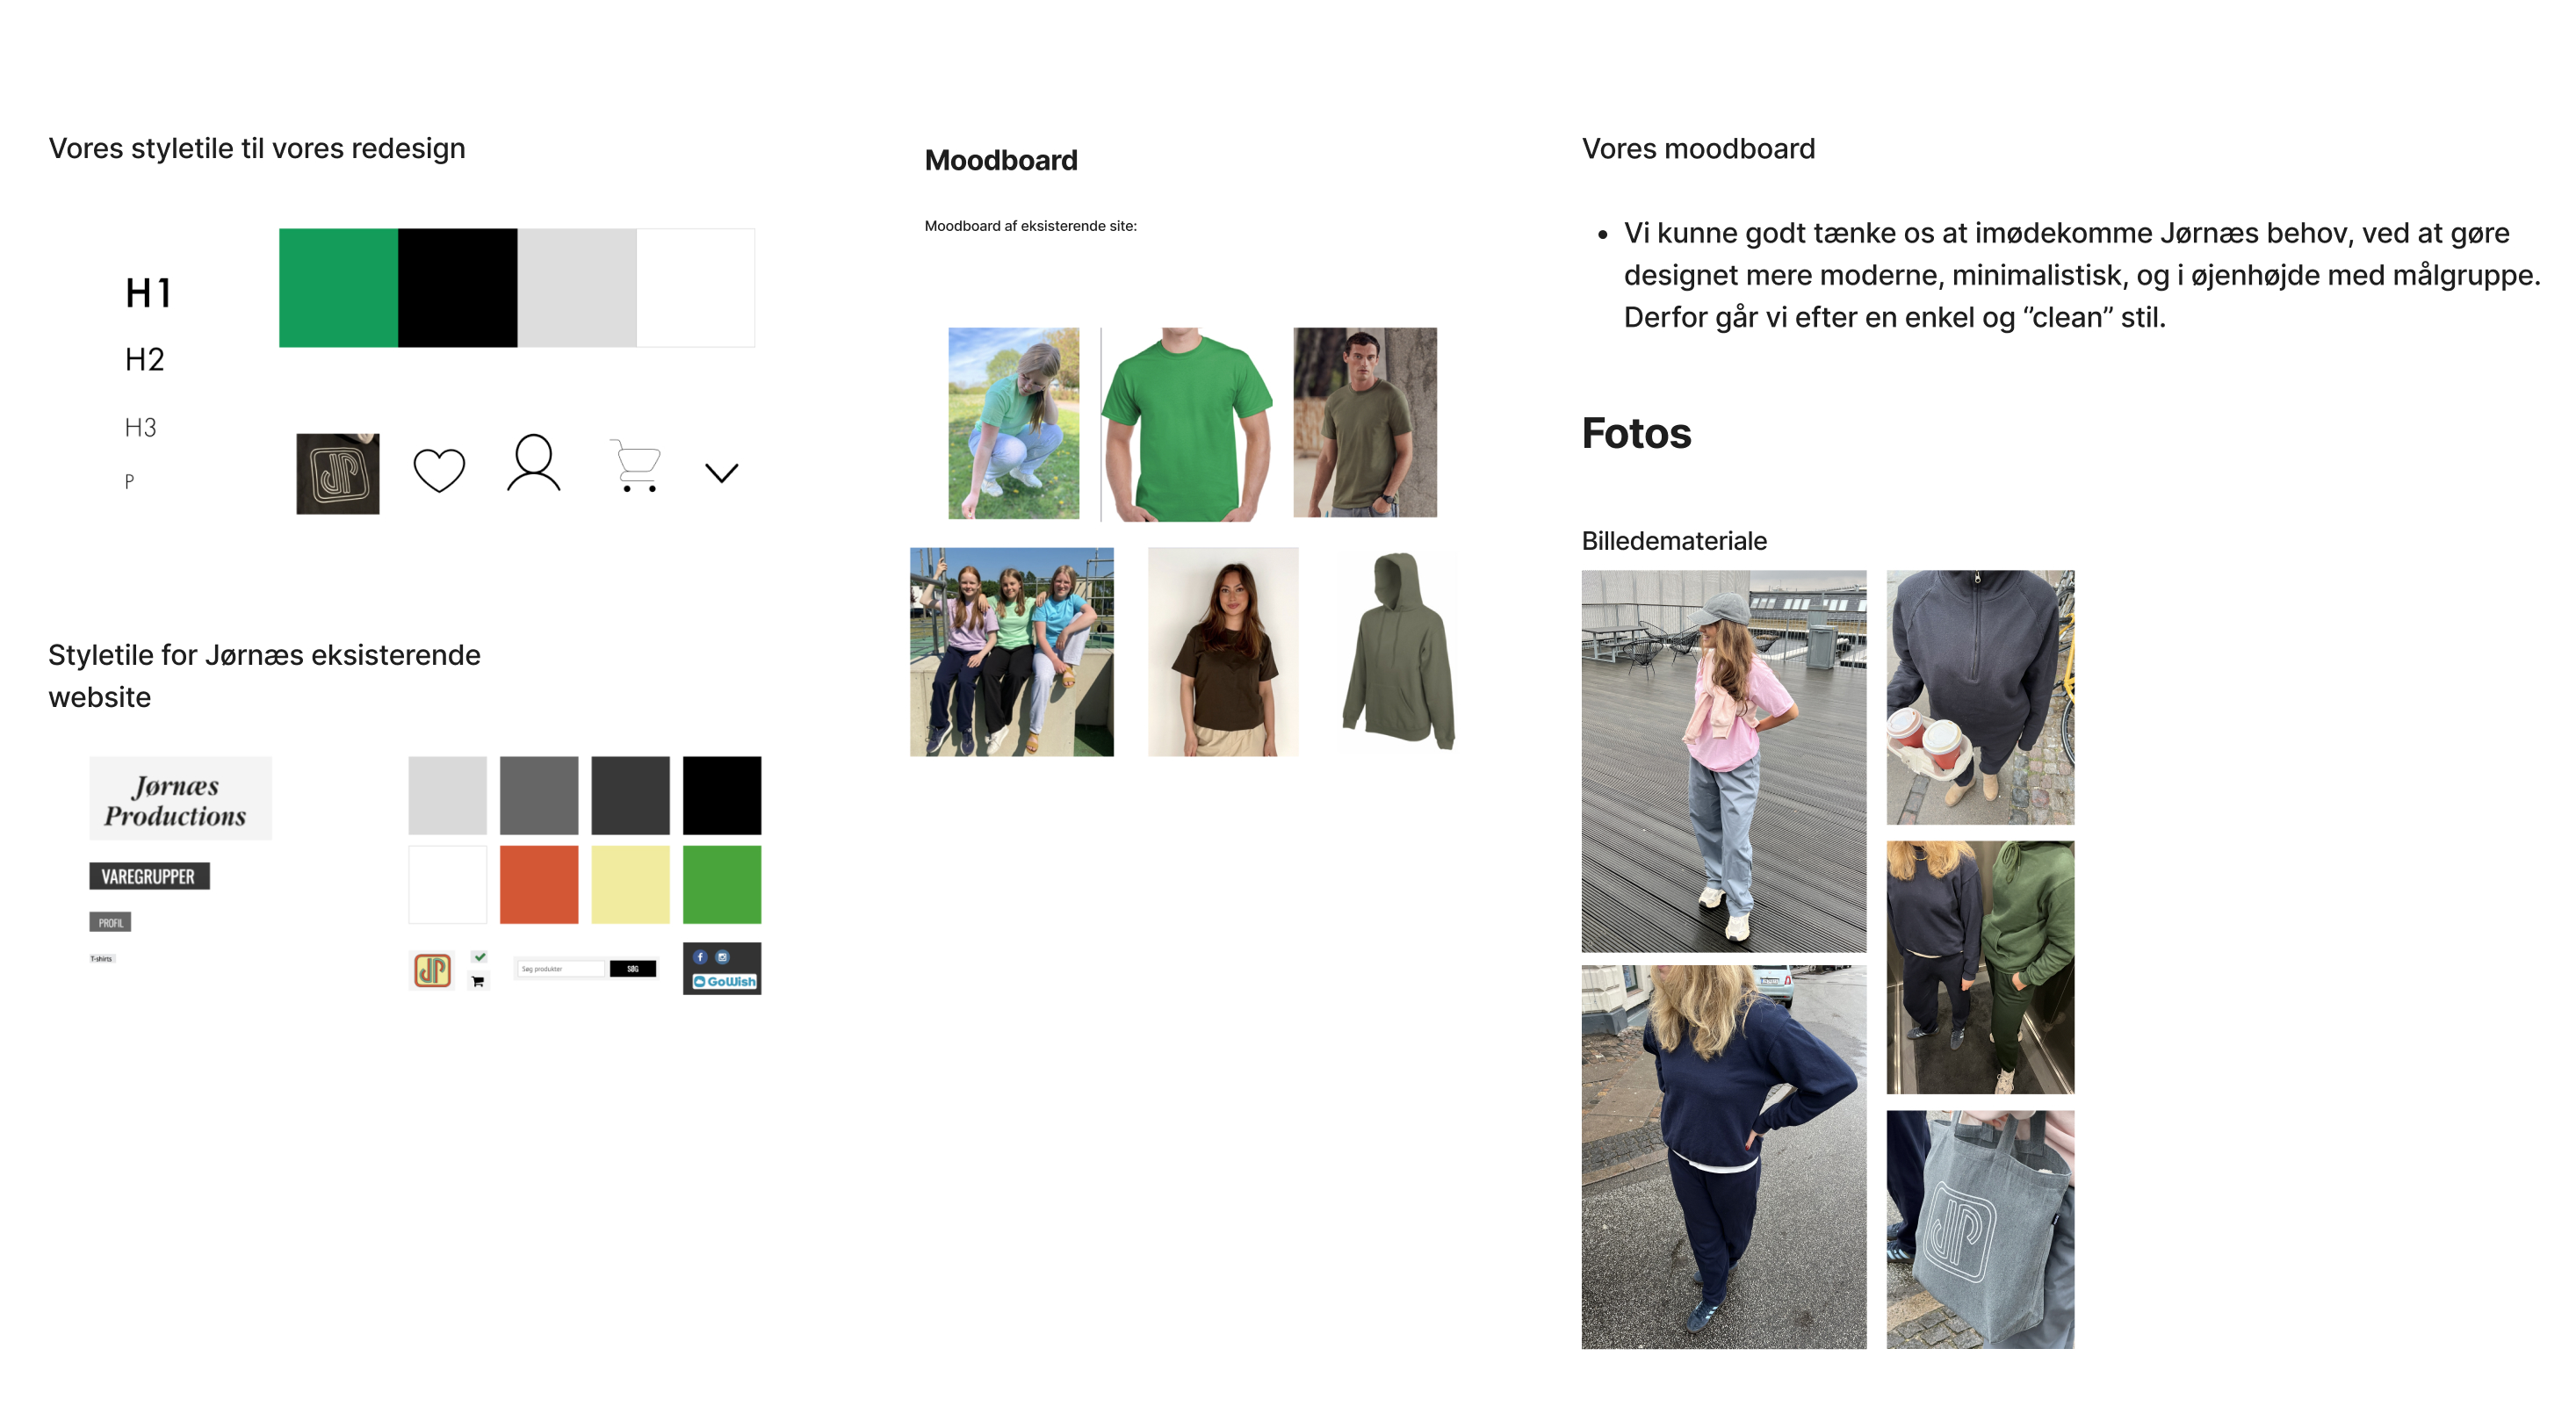 Vores styletile til vores redesign
H1
H2
H3
P
JP
Styletile for Jørnæs eksisterende
website
Jørnæs
Productions
VAREGRUPPER
PROFIL
T-shirts
JP
Søg produkter
SØG
f
GoWish
Moodboard
Moodboard af eksisterende site:
Vores moodboard
• Vi kunne godt tænke os at imødekomme Jørnæs behov, ved at gøre
designet mere moderne, minimalistisk, og i øjenhøjde med målgruppe.
Derfor går vi efter en enkel og ”clean” stil.
Fotos
Billedemateriale
JP